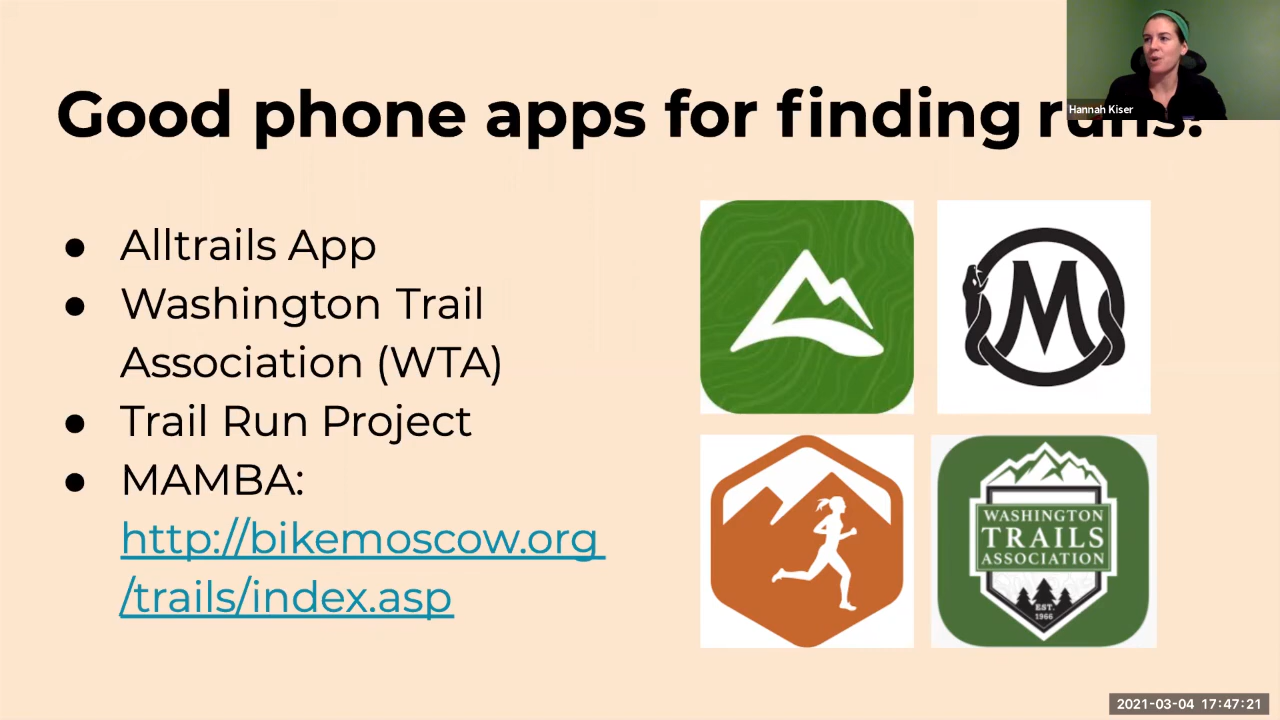 Good phone apps for finding runs:
Hannah Kiser
● Alltrails App
● Washington Trail
Association (WTA)
● Trail Run Project
● MAMBA:
http://bikemoscow.org
/trails/index.asp
M
WASHINGTON
TRAILS
ASSOCIATION
EST.
1966
2021-03-04 17:47:21